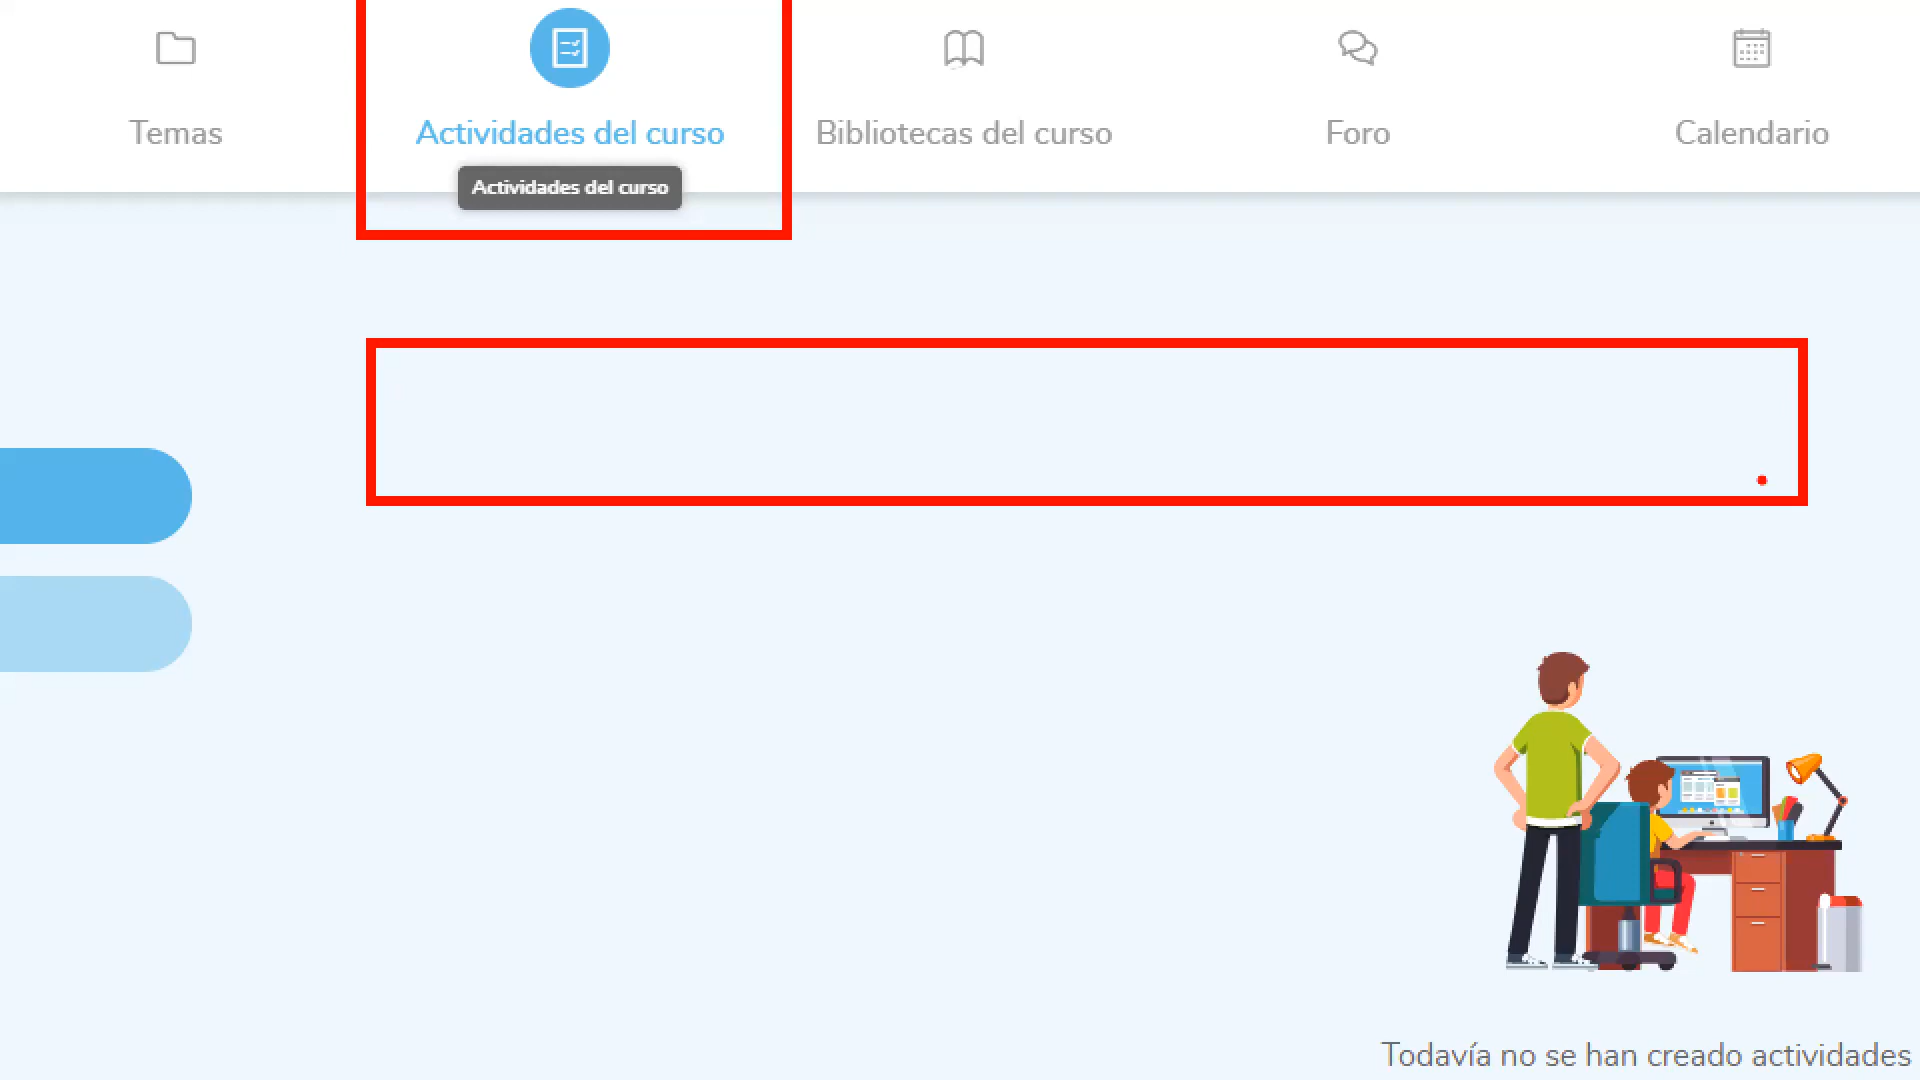 Temas
Actividades del curso
Bibliotecas del curso
Foro
Calendario
Actividades del curso
Todavía no se han creado actividades